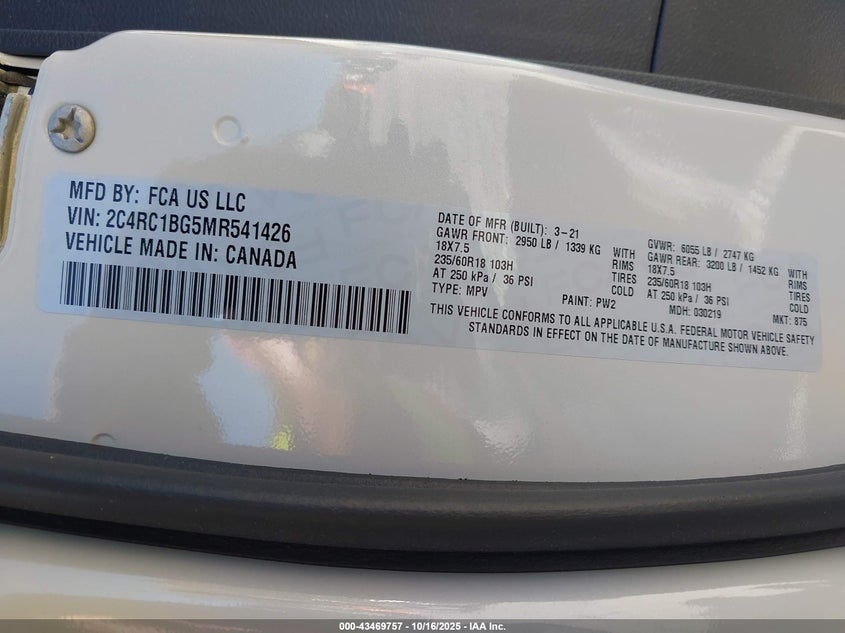 MFD BY: FCA US LLC
VIN: 2C4RC1BG5MR541426
VEHICLE MADE IN: CANADA
DATE OF MFR (BUILT): 3-21
GAWR FRONT: 2950 LB / 1339 KG WITH
18X7.5 RIMS
235/60R18 103H TIRES
AT 250 kPa / 36 PSI COLD
TYPE: MPV PAINT: PW2
GVWR: 6055 LB / 2747 KG
GAWR REAR: 3200 LB / 1452 KG WITH
18X7.5 RIMS
235/60R18 103H TIRES
AT 250 kPa / 36 PSI COLD
MDH: 030219 MKT: 875
THIS VEHICLE CONFORMS TO ALL APPLICABLE U.S.A. FEDERAL MOTOR VEHICLE SAFETY
STANDARDS IN EFFECT ON THE DATE OF MANUFACTURE SHOWN ABOVE.
000-43469757 - 10/16/2025 - IAA Inc.